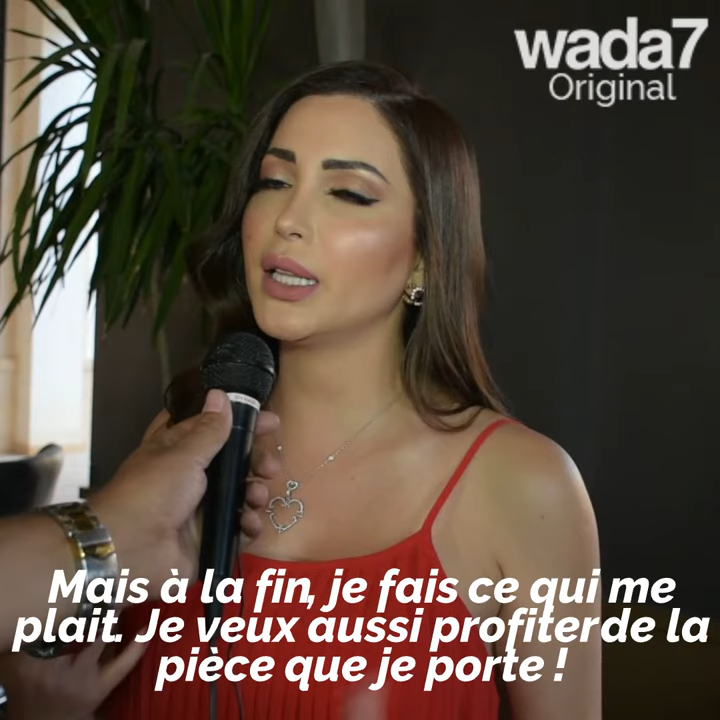 wada7
Original
Mais à la fin, je fais ce qui me
plait. Je veux aussi profiterde la
pièce que je porte !